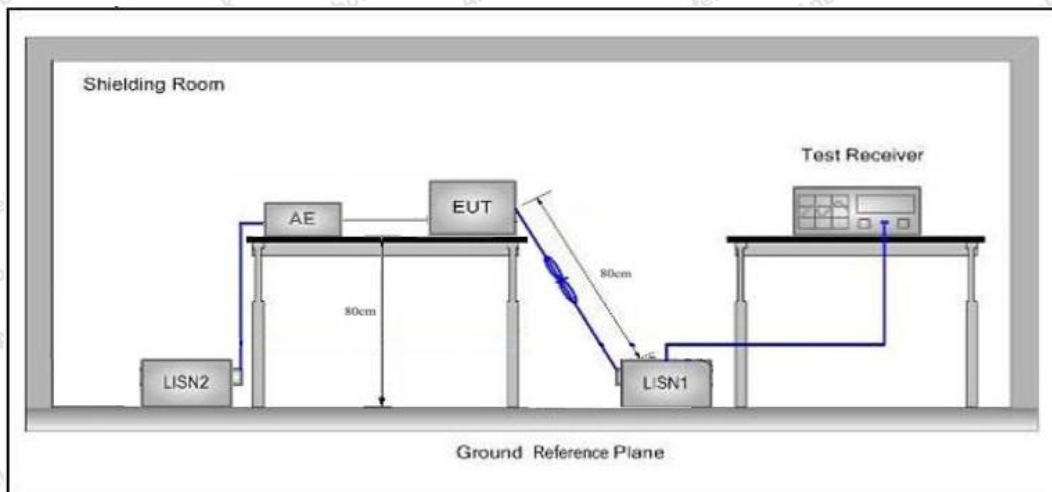 Shielding Room
Test Receiver
AE
EUT
80cm
80cm
LISN2
LISN1
Ground Reference Plane